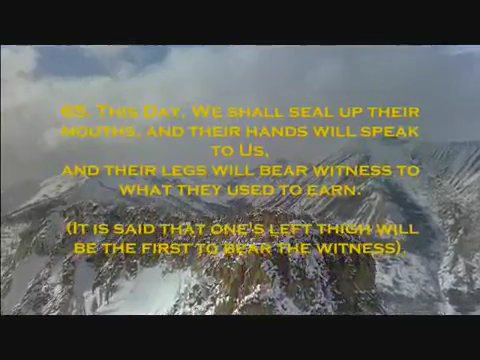 65. This Day, We shall seal up their
mouths, and their hands will speak
to Us,
and their legs will bear witness to
what they used to earn.
(It is said that one's left thigh will
be the first to bear the witness).